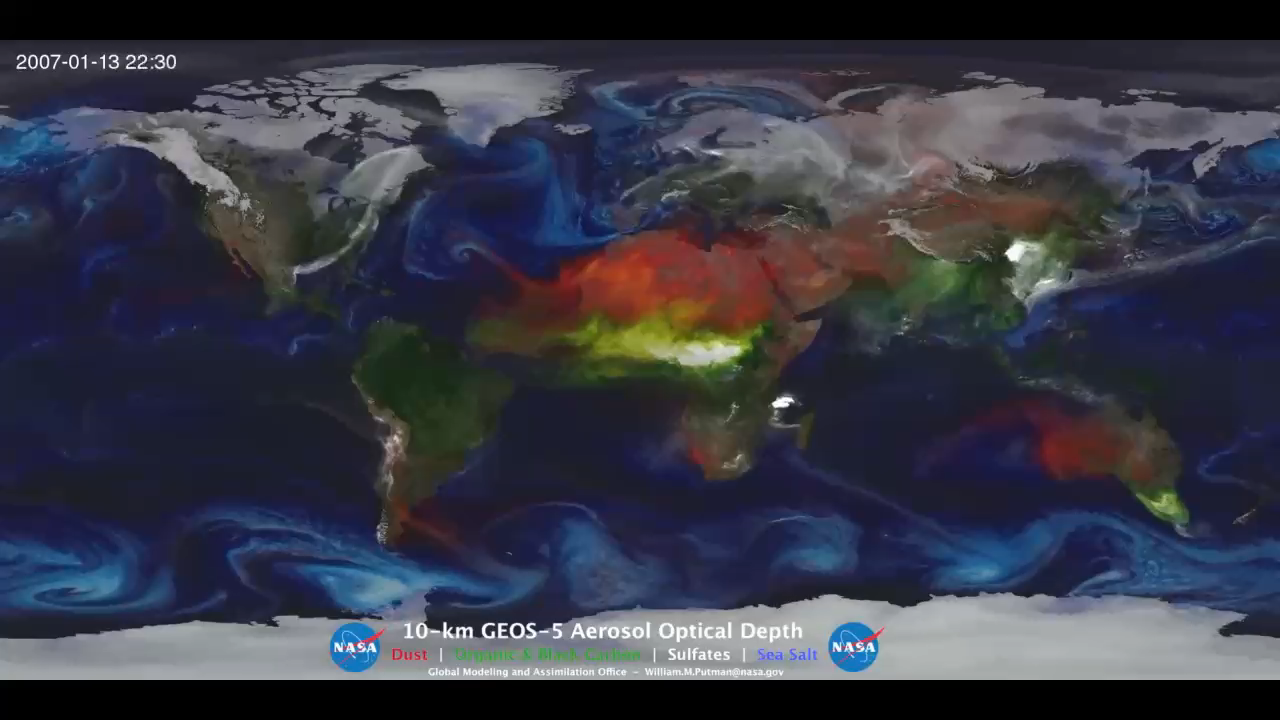 2007-01-13 22:30
10-km GEOS-5 Aerosol Optical Depth
NASA
NASA
Dust | Organic & Black Carbon | Sulfates | Sea Salt
Global Modeling and Assimilation Office - William.M.Putman@nasa.gov